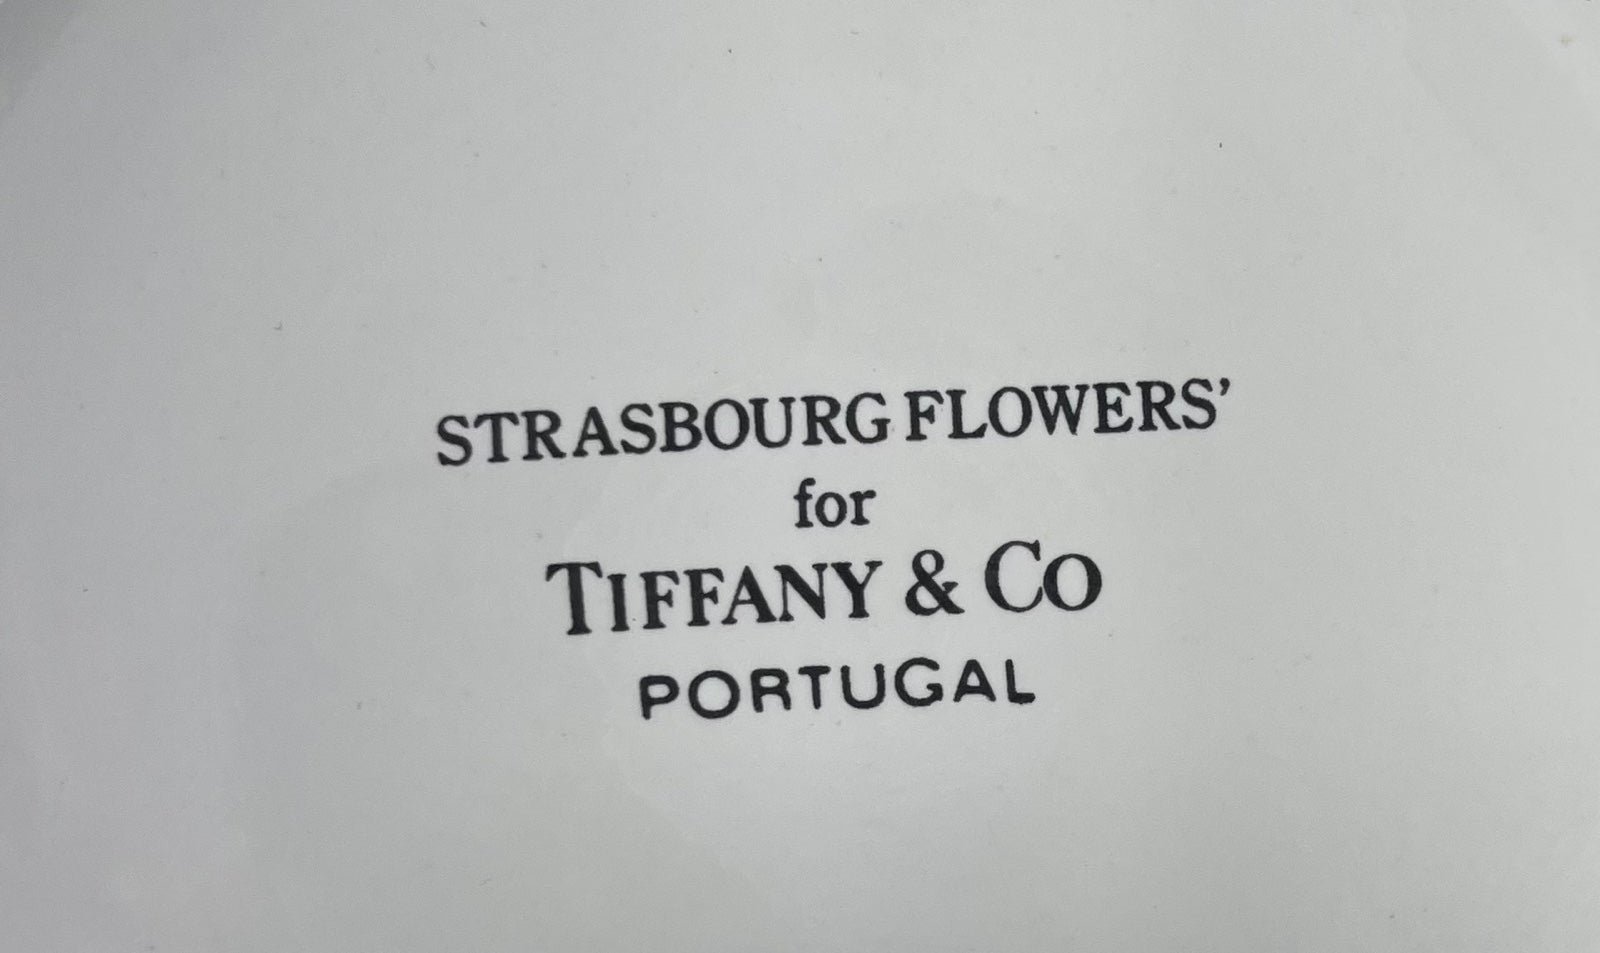 STRASBOURG FLOWERS’
for
TIFFANY & CO
PORTUGAL